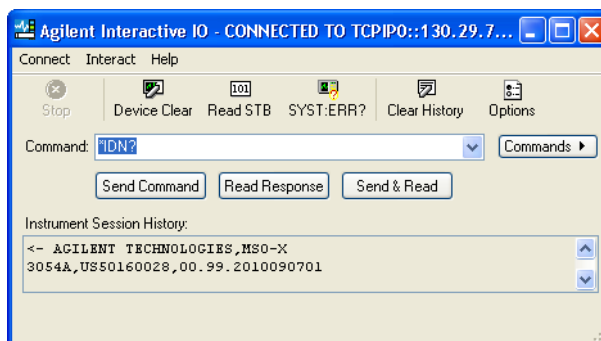 Agilent Interactive IO - CONNECTED TO TCPIP0::130.29.7...
Connect Interact Help
Stop Device Clear Read STB SYST:ERR? Clear History Options
Command: *IDN? Commands
Send Command Read Response Send & Read
Instrument Session History:
<- AGILENT TECHNOLOGIES,MSO-X
3054A,US50160028,00.99.2010090701